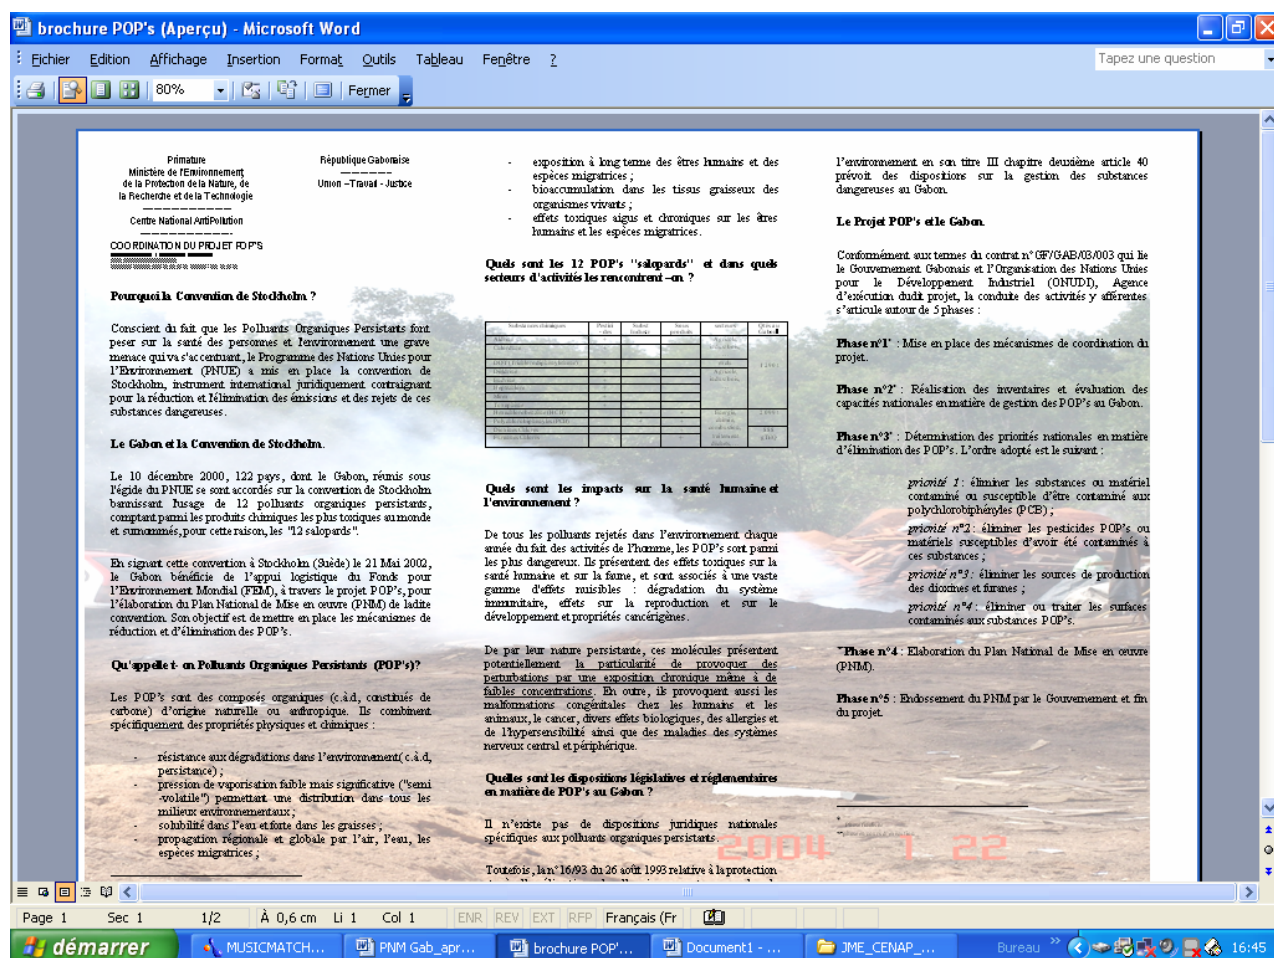 brochure POP's (Aperçu) - Microsoft Word
Fichier Edition Affichage Insertion Format Outils Tableau Fenêtre ?
Tapez une question
80% Fermer
Primature
Ministère de l'Environnement,
de la Protection de la Nature, de
la Recherche et de la Technologie
Centre National AntiPollution
COORDINATION DU PROJET POP'S
République Gabonaise
Union – Travail - Justice
Pourquoi la Convention de Stockholm ?
Conscient du fait que les Polluants Organiques Persistants font
peser sur la santé des personnes et l'environnement une grave
menace qui va s'accentuant, le Programme des Nations Unies pour
l'Environnement (PNUE) a mis en place la convention de
Stockholm, instrument international juridiquement contraignant
pour la réduction et l'élimination des émissions et des rejets de ces
substances dangereuses.
Le Gabon et la Convention de Stockholm.
Le 10 décembre 2000, 122 pays, dont le Gabon, réunis sous
l'égide du PNUE se sont accordés sur la convention de Stockholm
bannissant l'usage de 12 polluants organiques persistants,
comptant parmi les produits chimiques les plus toxiques au monde
et surnommés, pour cette raison, les "12 salopards".
En signant cette convention à Stockholm (Suède) le 21 Mai 2002,
le Gabon bénéficie de l'appui logistique du Fonds pour
l'Environnement Mondial (FEM), à travers le projet POP's, pour
l'élaboration du Plan National de Mise en œuvre (PNM) de ladite
convention. Son objectif est de mettre en place les mécanismes de
réduction et d'élimination des POP's.
Qu'appelle t- on Polluants Organiques Persistants (POP's)?
Les POP's sont des composés organiques (c.à.d, constitués de
carbone) d'origine naturelle ou anthropique. Ils combinent
spécifiquement des propriétés physiques et chimiques :
- résistance aux dégradations dans l'environnement( c.à.d,
persistance) ;
- pression de vaporisation faible mais significative ("semi
-volatile") permettant une distribution dans tous les
milieux environnementaux ;
- solubilité dans l'eau et forte dans les graisses ;
- propagation régionale et globale par l'air, l'eau, les
espèces migratrices ;
- exposition à long terme des êtres humains et des
espèces migratrices ;
- bioaccumulation dans les tissus graisseux des
organismes vivants ;
- effets toxiques aigus et chroniques sur les êtres
humains et les espèces migratrices.
Quels sont les 12 POP's "salopards" et dans quels
secteurs d'activités les rencontrent –on ?
Substances chimiques
Quels sont les impacts sur la santé humaine et
l'environnement ?
De tous les polluants rejetés dans l'environnement chaque
année du fait des activités de l'homme, les POP's sont parmi
les plus dangereux. Ils présentent des effets toxiques sur la
santé humaine et sur la faune, et sont associés à une vaste
gamme d'effets nuisibles : dégradation du système
immunitaire, effets sur la reproduction et sur le
développement et propriétés cancérigènes.
De par leur nature persistante, ces molécules présentent
potentiellement la particularité de provoquer des
perturbations par une exposition chronique même à de
faibles concentrations. En outre, ils provoquent aussi les
malformations congénitales chez les humains et les
animaux, le cancer, divers effets biologiques, des allergies et
de l'hypersensibilité ainsi que des maladies des systèmes
nerveux central et périphérique.
Quelles sont les dispositions législatives et réglementaires
en matière de POP's au Gabon ?
Il n'existe pas de dispositions juridiques nationales
spécifiques aux polluants organiques persistants.
Toutefois, la n°16/93 du 26 août 1993 relative à la protection
l'environnement en son titre III chapitre deuxième article 40
prévoit des dispositions sur la gestion des substances
dangereuses au Gabon.
Le Projet POP's et le Gabon.
Conformément aux termes du contrat n° GF/GAB/03/003 qui lie
le Gouvernement Gabonais et l'Organisation des Nations Unies
pour le Développement Industriel (ONUDI), Agence
d'exécution dudit projet, la conduite des activités y afférentes
s'articule autour de 5 phases :
Phase n°1* : Mise en place des mécanismes de coordination du
projet.
Phase n°2* : Réalisation des inventaires et évaluation des
capacités nationales en matière de gestion des POP's au Gabon.
Phase n°3* : Détermination des priorités nationales en matière
d'élimination des POP's. L'ordre adopté est le suivant :
priorité 1 : éliminer les substances ou matériel
contaminé ou susceptible d'être contaminé aux
polychlorobiphényles (PCB) ;
priorité n°2 : éliminer les pesticides POP's ou
matériels susceptibles d'avoir été contaminés à
ces substances ;
priorité n°3 : éliminer les sources de production
des dioxines et furanes ;
priorité n°4 : éliminer ou traiter les surfaces
contaminés aux substances POP's.
**Phase n°4 : Elaboration du Plan National de Mise en œuvre
(PNM).
Phase n°5 : Endossement du PNM par le Gouvernement et fin
du projet.
2004 7 22
Page 1 Sec 1 1/2 À 0,6 cm Li 1 Col 1 ENR REV EXT RFP Français (Fr
démarrer MUSICMATCH... PNM Gab_apr... brochure POP'... Document1 - ... JME_CENAP_... Bureau 16:45